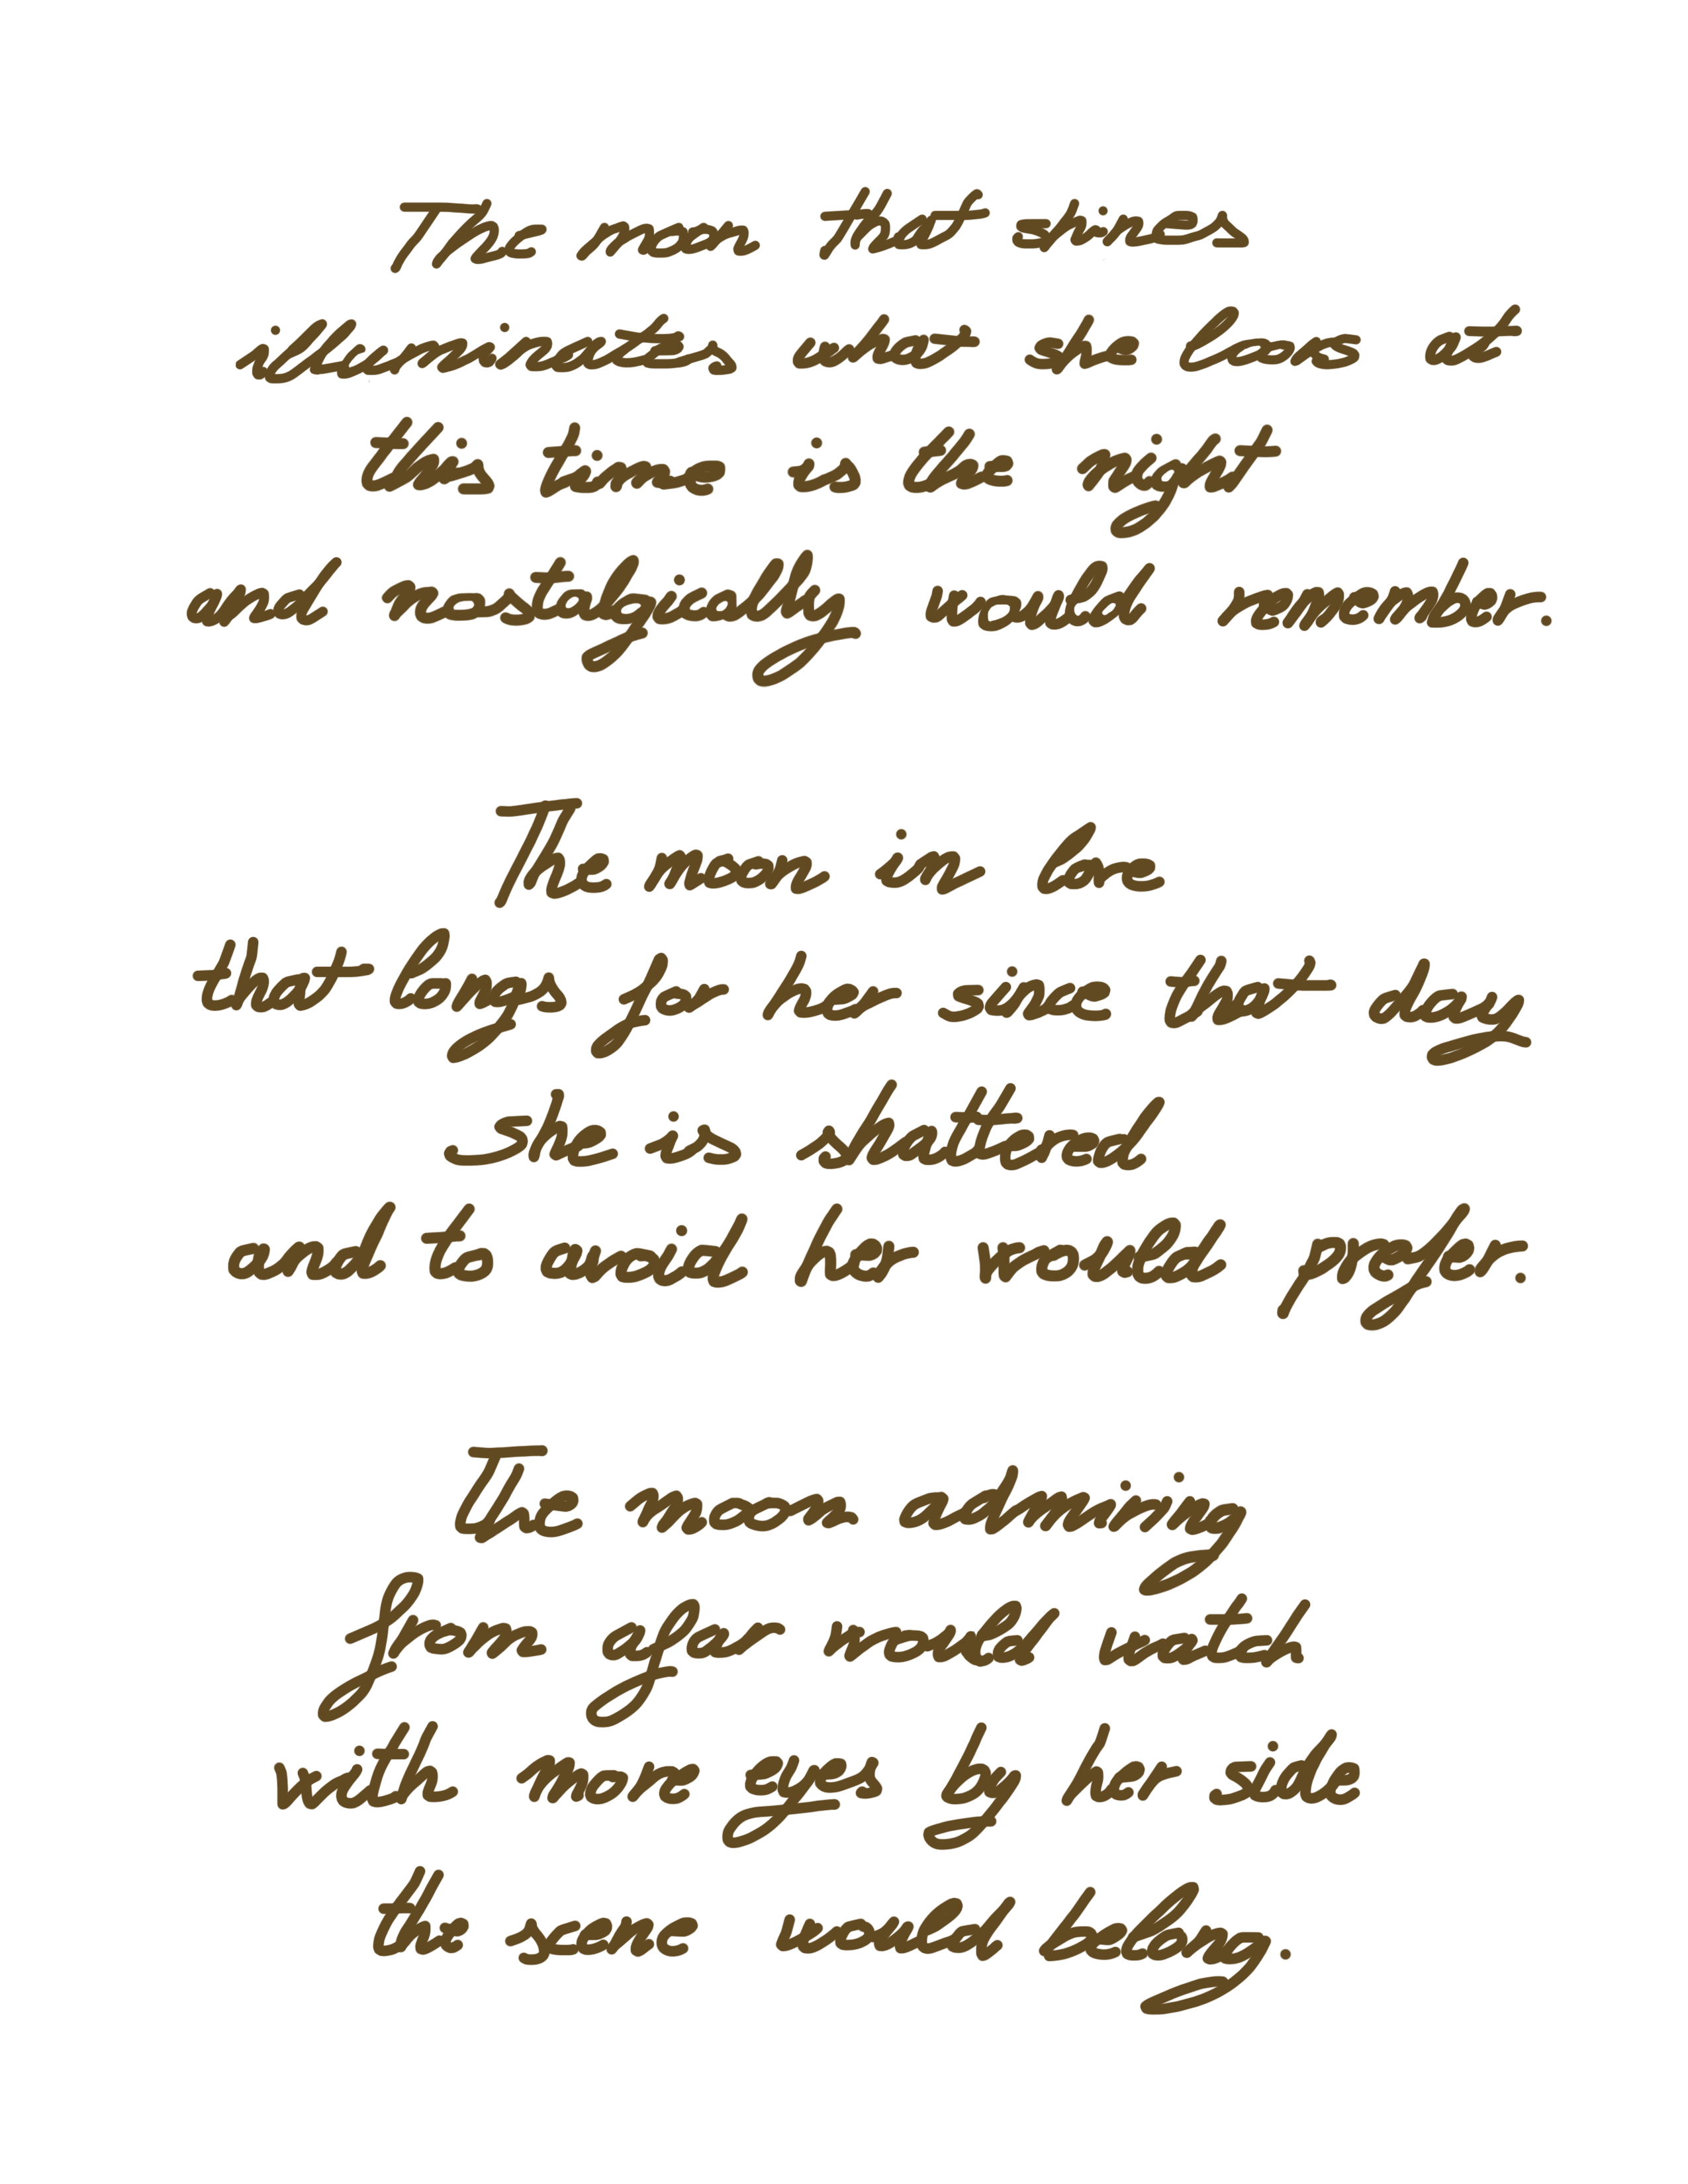 The moon that shines
illuminates what she learns at
this time is the night
and nostalgically would remember.
The moon in love
that longs for her since that day
she is shattered
and to avoid her would prefer.
The moon admiring
from afar would watch
with more eyes by her side
the scene would belong.